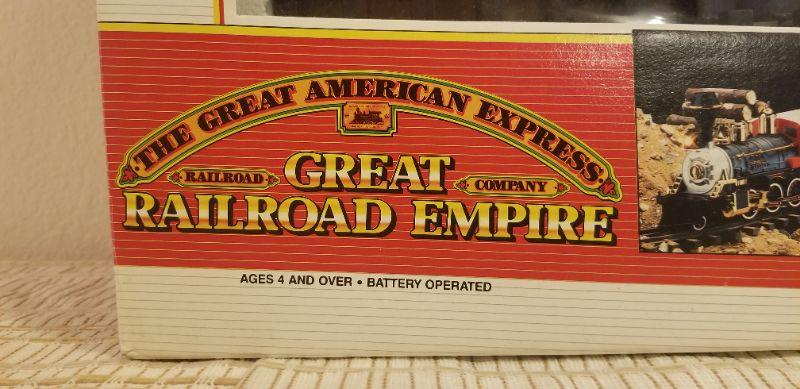 THE GREAT AMERICAN EXPRESS
RAILROAD GREAT COMPANY
RAILROAD EMPIRE
AGES 4 AND OVER • BATTERY OPERATED